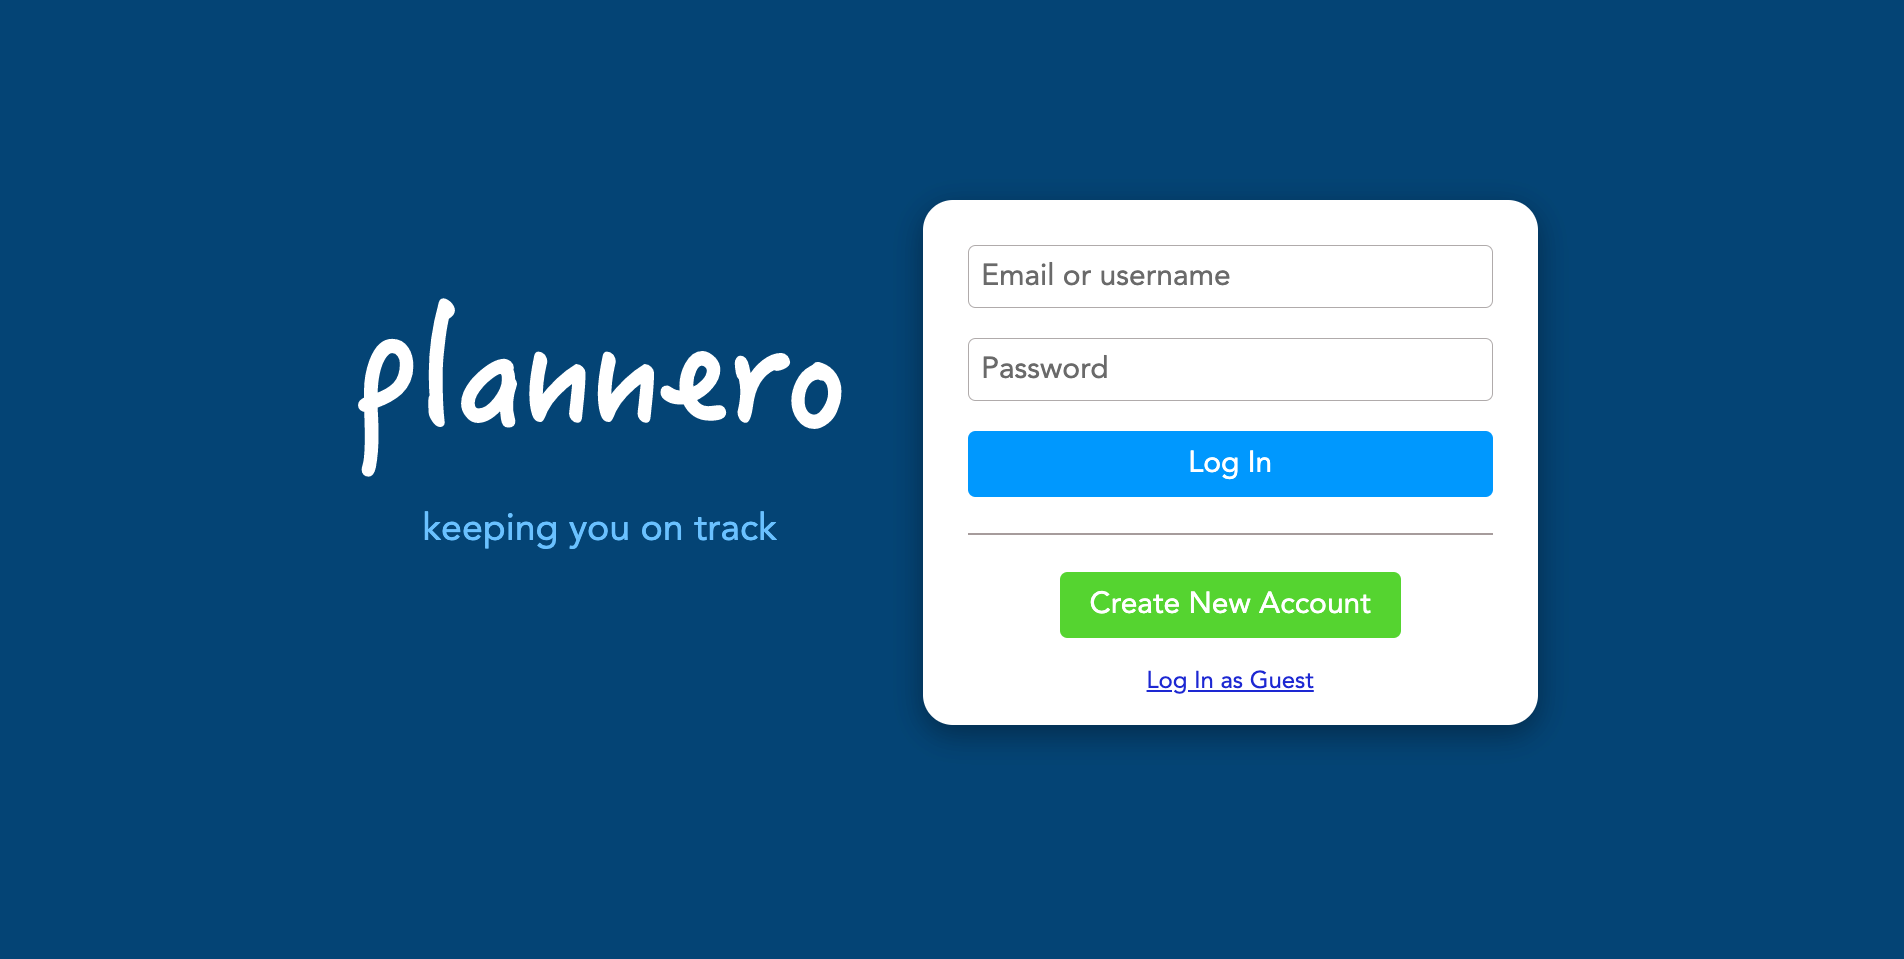 plannero
keeping you on track
Email or username
Password
Log In
Create New Account
Log In as Guest